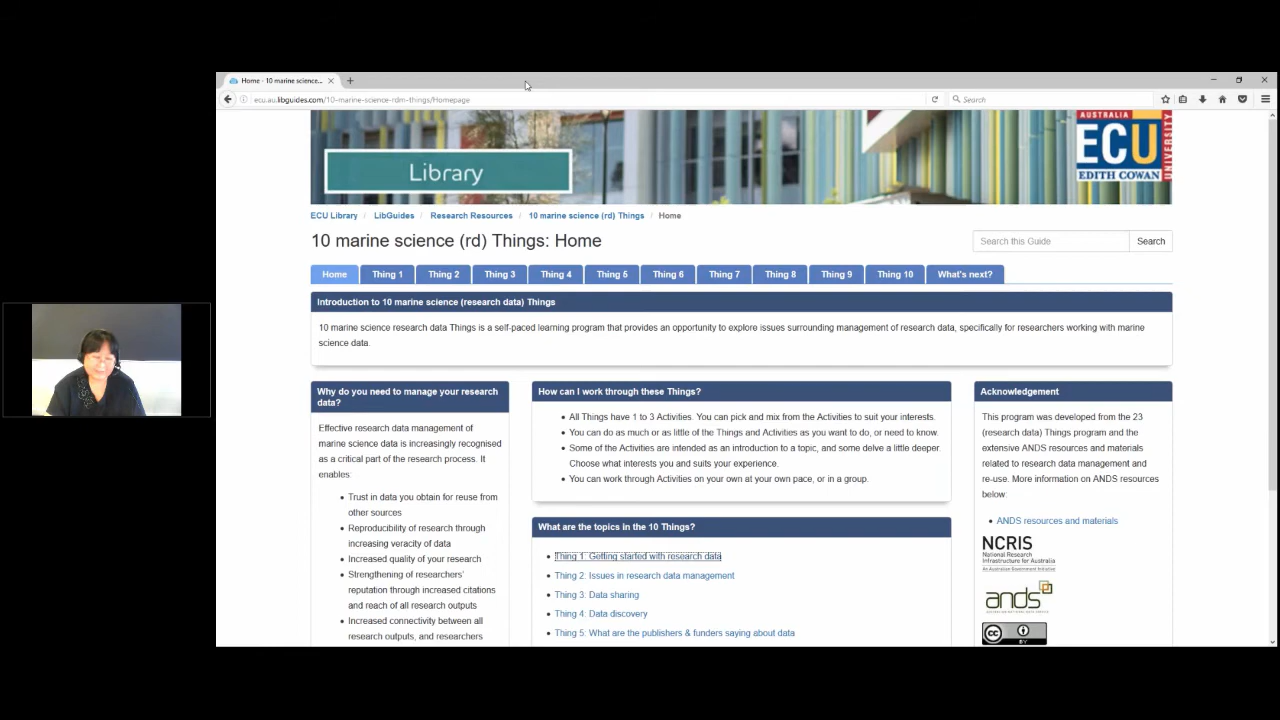 Home - 10 marine science...
ecu.au.libguides.com/10-marine-science-rdm-things/Homepage
Search
Library
AUSTRALIA
ECU
EDITH COWAN
UNIVERSITY
ECU Library / LibGuides / Research Resources / 10 marine science (rd) Things / Home
10 marine science (rd) Things: Home
Search this Guide
Search
Home
Thing 1
Thing 2
Thing 3
Thing 4
Thing 5
Thing 6
Thing 7
Thing 8
Thing 9
Thing 10
What's next?
Introduction to 10 marine science (research data) Things
10 marine science research data Things is a self-paced learning program that provides an opportunity to explore issues surrounding management of research data, specifically for researchers working with marine
science data.
Why do you need to manage your research
data?
Effective research data management of
marine science data is increasingly recognised
as a critical part of the research process. It
enables:
Trust in data you obtain for reuse from
other sources
Reproducibility of research through
increasing veracity of data
Increased quality of your research
Strengthening of researchers'
reputation through increased citations
and reach of all research outputs
Increased connectivity between all
research outputs, and researchers
How can I work through these Things?
All Things have 1 to 3 Activities. You can pick and mix from the Activities to suit your interests.
You can do as much or as little of the Things and Activities as you want to do, or need to know.
Some of the Activities are intended as an introduction to a topic, and some delve a little deeper.
Choose what interests you and suits your experience.
You can work through Activities on your own at your own pace, or in a group.
What are the topics in the 10 Things?
Thing 1: Getting started with research data
Thing 2: Issues in research data management
Thing 3: Data sharing
Thing 4: Data discovery
Thing 5: What are the publishers & funders saying about data
Acknowledgement
This program was developed from the 23
(research data) Things program and the
extensive ANDS resources and materials
related to research data management and
re-use. More information on ANDS resources
below:
ANDS resources and materials
NCRIS
National Research
Infrastructure for Australia
An Australian Government Initiative
ands
cc
BY